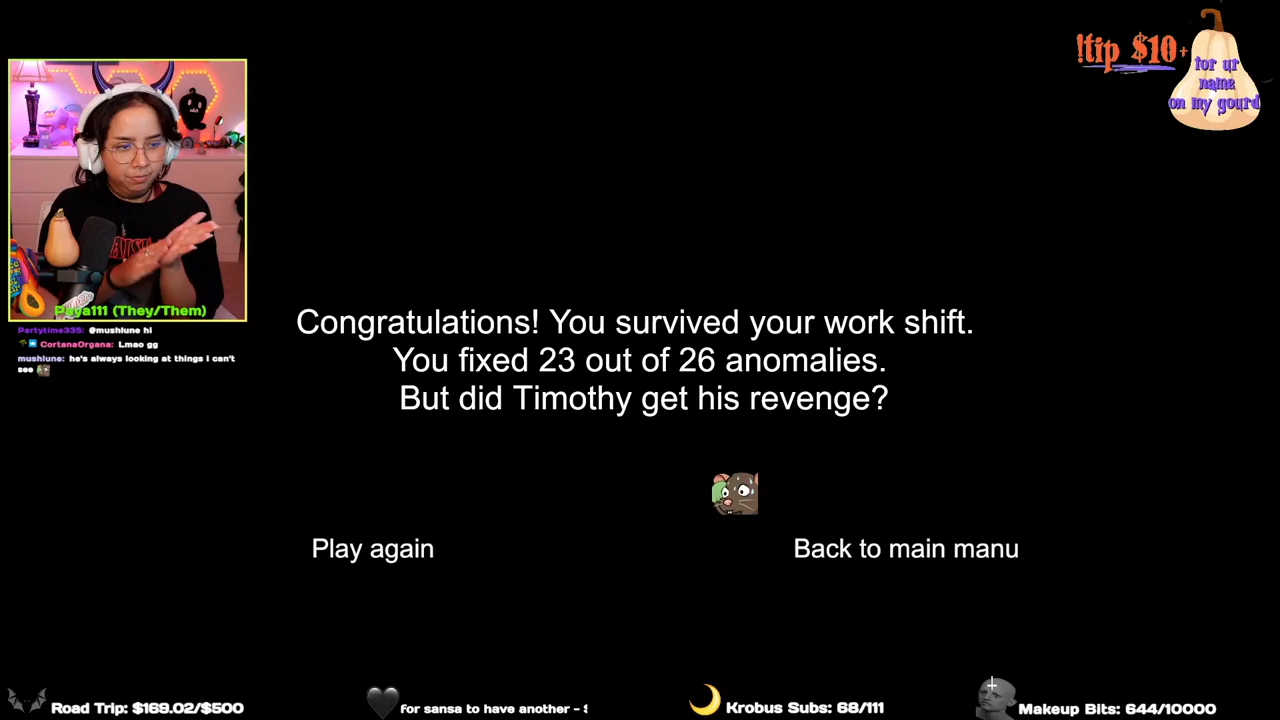 !tip $10+
for ur
name
on my gourd
Paya111 (They/Them)
Partytime335: @mushlune hi
CortanaOrgana: Lmao gg
mushlune: he's always looking at things I can't
see
Congratulations! You survived your work shift.
You fixed 23 out of 26 anomalies.
But did Timothy get his revenge?
Play again
Back to main manu
Road Trip: $169.02/$500
for sansa to have another -
Krobus Subs: 68/111
Makeup Bits: 644/10000